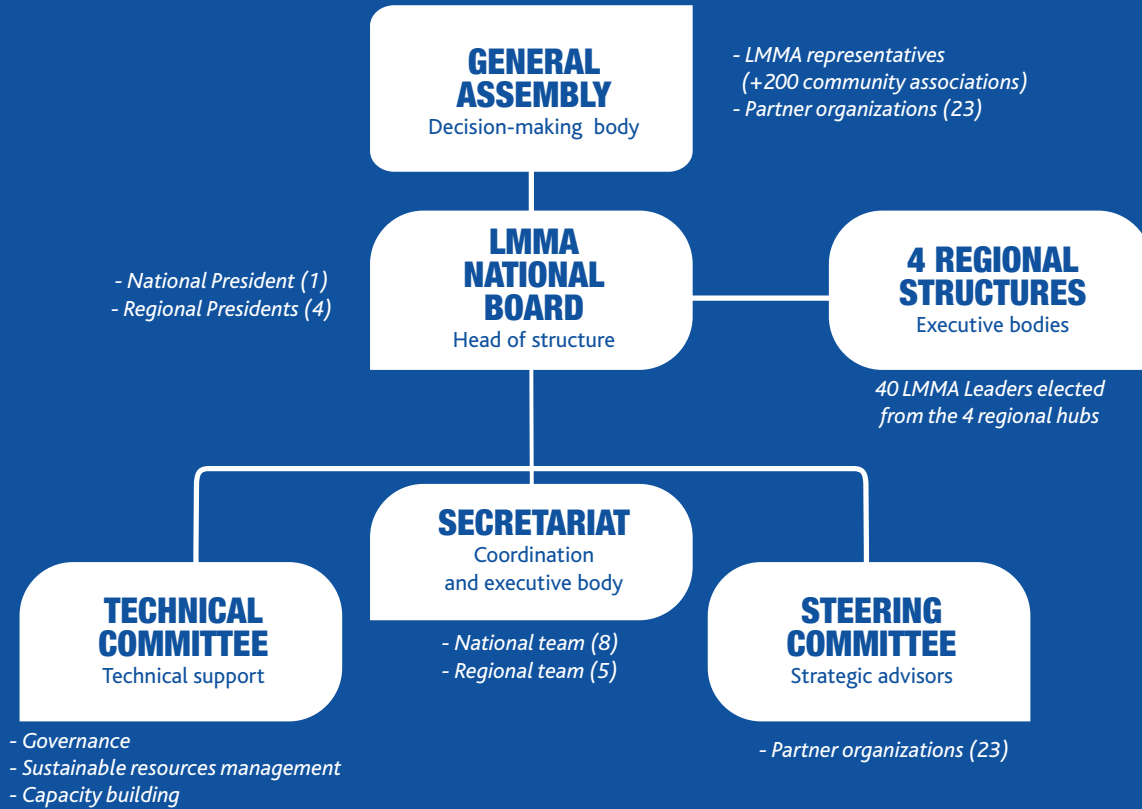 GENERAL
ASSEMBLY
Decision-making body
- LMMA representatives
(+200 community associations)
- Partner organizations (23)
LMMA
NATIONAL
BOARD
Head of structure
- National President (1)
- Regional Presidents (4)
4 REGIONAL
STRUCTURES
Executive bodies
40 LMMA Leaders elected
from the 4 regional hubs
SECRETARIAT
Coordination
and executive body
- National team (8)
- Regional team (5)
TECHNICAL
COMMITTEE
Technical support
- Governance
- Sustainable resources management
- Capacity building
STEERING
COMMITTEE
Strategic advisors
- Partner organizations (23)